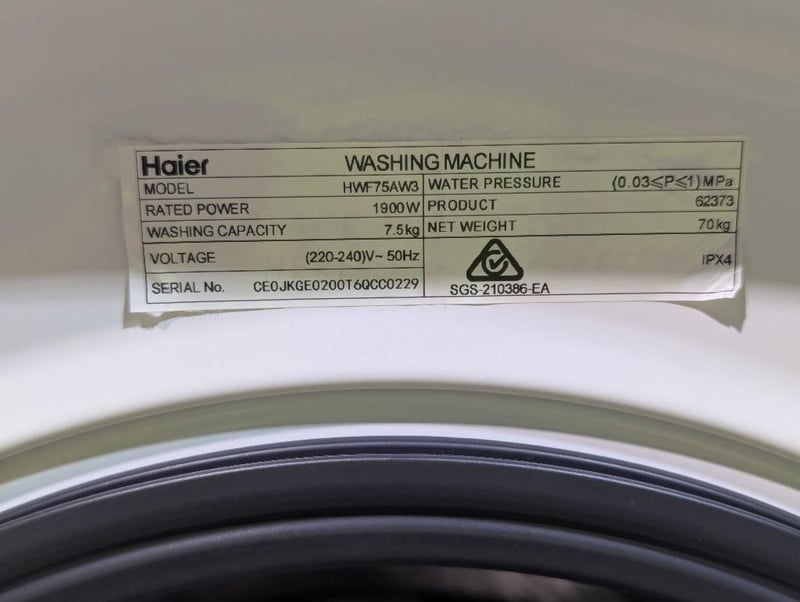 Haier WASHING MACHINE
MODEL HWF75AW3 WATER PRESSURE (0.03≤P≤1)MPa
RATED POWER 1900W PRODUCT 62373
WASHING CAPACITY 7.5kg NET WEIGHT 70kg
VOLTAGE (220-240)V~ 50Hz IPX4
SERIAL No. CE0JKGE0200T6QCC0229 SGS-210386-EA